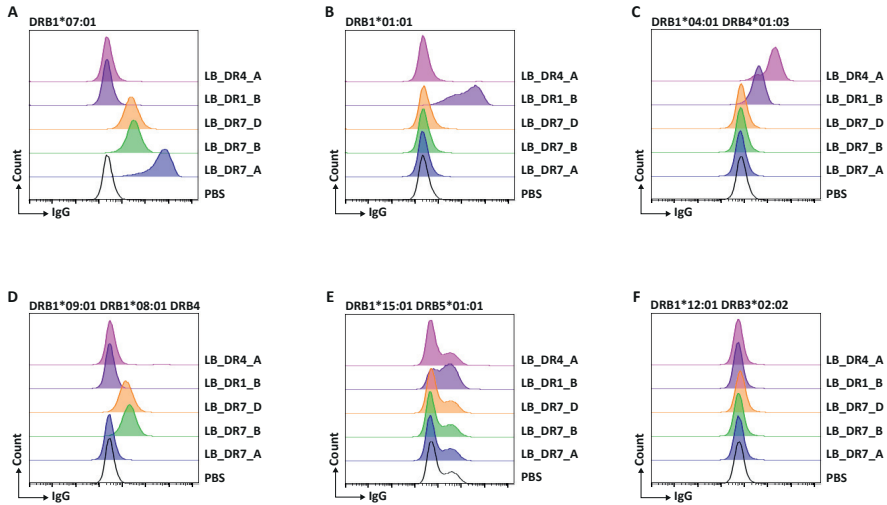 A
DRB1*07:01
LB_DR4_A
LB_DR1_B
LB_DR7_D
LB_DR7_B
LB_DR7_A
PBS
Count
IgG
B
DRB1*01:01
LB_DR4_A
LB_DR1_B
LB_DR7_D
LB_DR7_B
LB_DR7_A
PBS
Count
IgG
C
DRB1*04:01 DRB4*01:03
LB_DR4_A
LB_DR1_B
LB_DR7_D
LB_DR7_B
LB_DR7_A
PBS
Count
IgG
D
DRB1*09:01 DRB1*08:01 DRB4
LB_DR4_A
LB_DR1_B
LB_DR7_D
LB_DR7_B
LB_DR7_A
PBS
Count
IgG
E
DRB1*15:01 DRB5*01:01
LB_DR4_A
LB_DR1_B
LB_DR7_D
LB_DR7_B
LB_DR7_A
PBS
Count
IgG
F
DRB1*12:01 DRB3*02:02
LB_DR4_A
LB_DR1_B
LB_DR7_D
LB_DR7_B
LB_DR7_A
PBS
Count
IgG